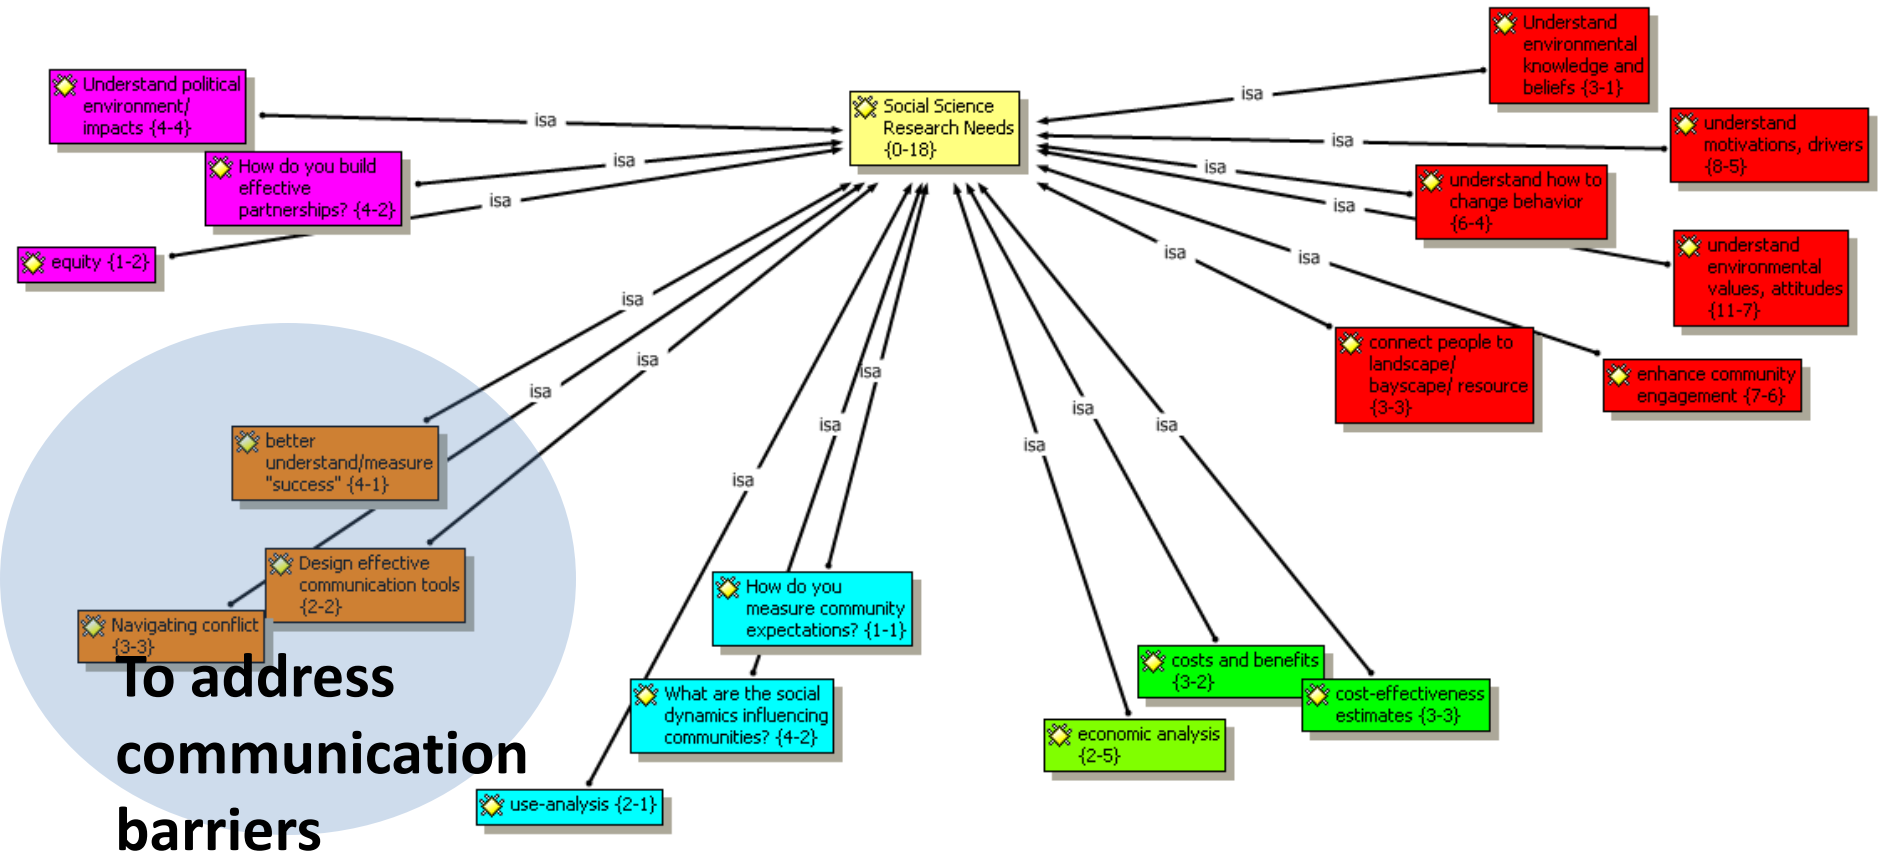 Understand political
environment/
impacts {4-4}
isa
How do you build
effective
partnerships? {4-2}
isa
equity {1-2}
isa
Social Science
Research Needs
{0-18}
Understand
environmental
knowledge and
beliefs {3-1}
isa
understand
motivations, drivers
{8-5}
isa
understand how to
change behavior
{6-4}
isa
understand
environmental
values, attitudes
{11-7}
isa
connect people to
landscape/
bayscape/ resource
{3-3}
isa
enhance community
engagement {7-6}
isa
better
understand/measure
"success" {4-1}
isa
Design effective
communication tools
{2-2}
isa
Navigating conflict
{3-3}
isa
To address
communication
barriers
How do you
measure community
expectations? {1-1}
isa
What are the social
dynamics influencing
communities? {4-2}
isa
use-analysis {2-1}
isa
economic analysis
{2-5}
isa
costs and benefits
{3-2}
isa
cost-effectiveness
estimates {3-3}
isa